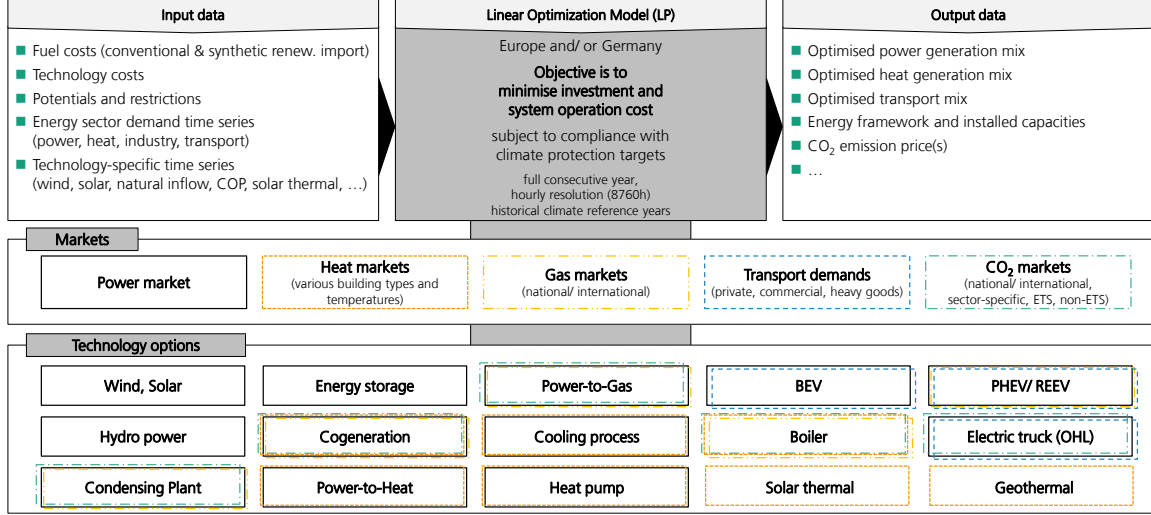 Input data
Fuel costs (conventional & synthetic renew. import)
Technology costs
Potentials and restrictions
Energy sector demand time series
(power, heat, industry, transport)
Technology-specific time series
(wind, solar, natural inflow, COP, solar thermal, …)
Linear Optimization Model (LP)
Europe and/ or Germany
Objective is to
minimise investment and
system operation cost
subject to compliance with
climate protection targets
full consecutive year,
hourly resolution (8760h)
historical climate reference years
Output data
Optimised power generation mix
Optimised heat generation mix
Optimised transport mix
Energy framework and installed capacities
CO2 emission price(s)
…
Markets
Power market
Heat markets
(various building types and
temperatures)
Gas markets
(national/ international)
Transport demands
(private, commercial, heavy goods)
CO2 markets
(national/ international,
sector-specific, ETS, non-ETS)
Technology options
Wind, Solar
Energy storage
Power-to-Gas
BEV
PHEV/ REEV
Hydro power
Cogeneration
Cooling process
Boiler
Electric truck (OHL)
Condensing Plant
Power-to-Heat
Heat pump
Solar thermal
Geothermal